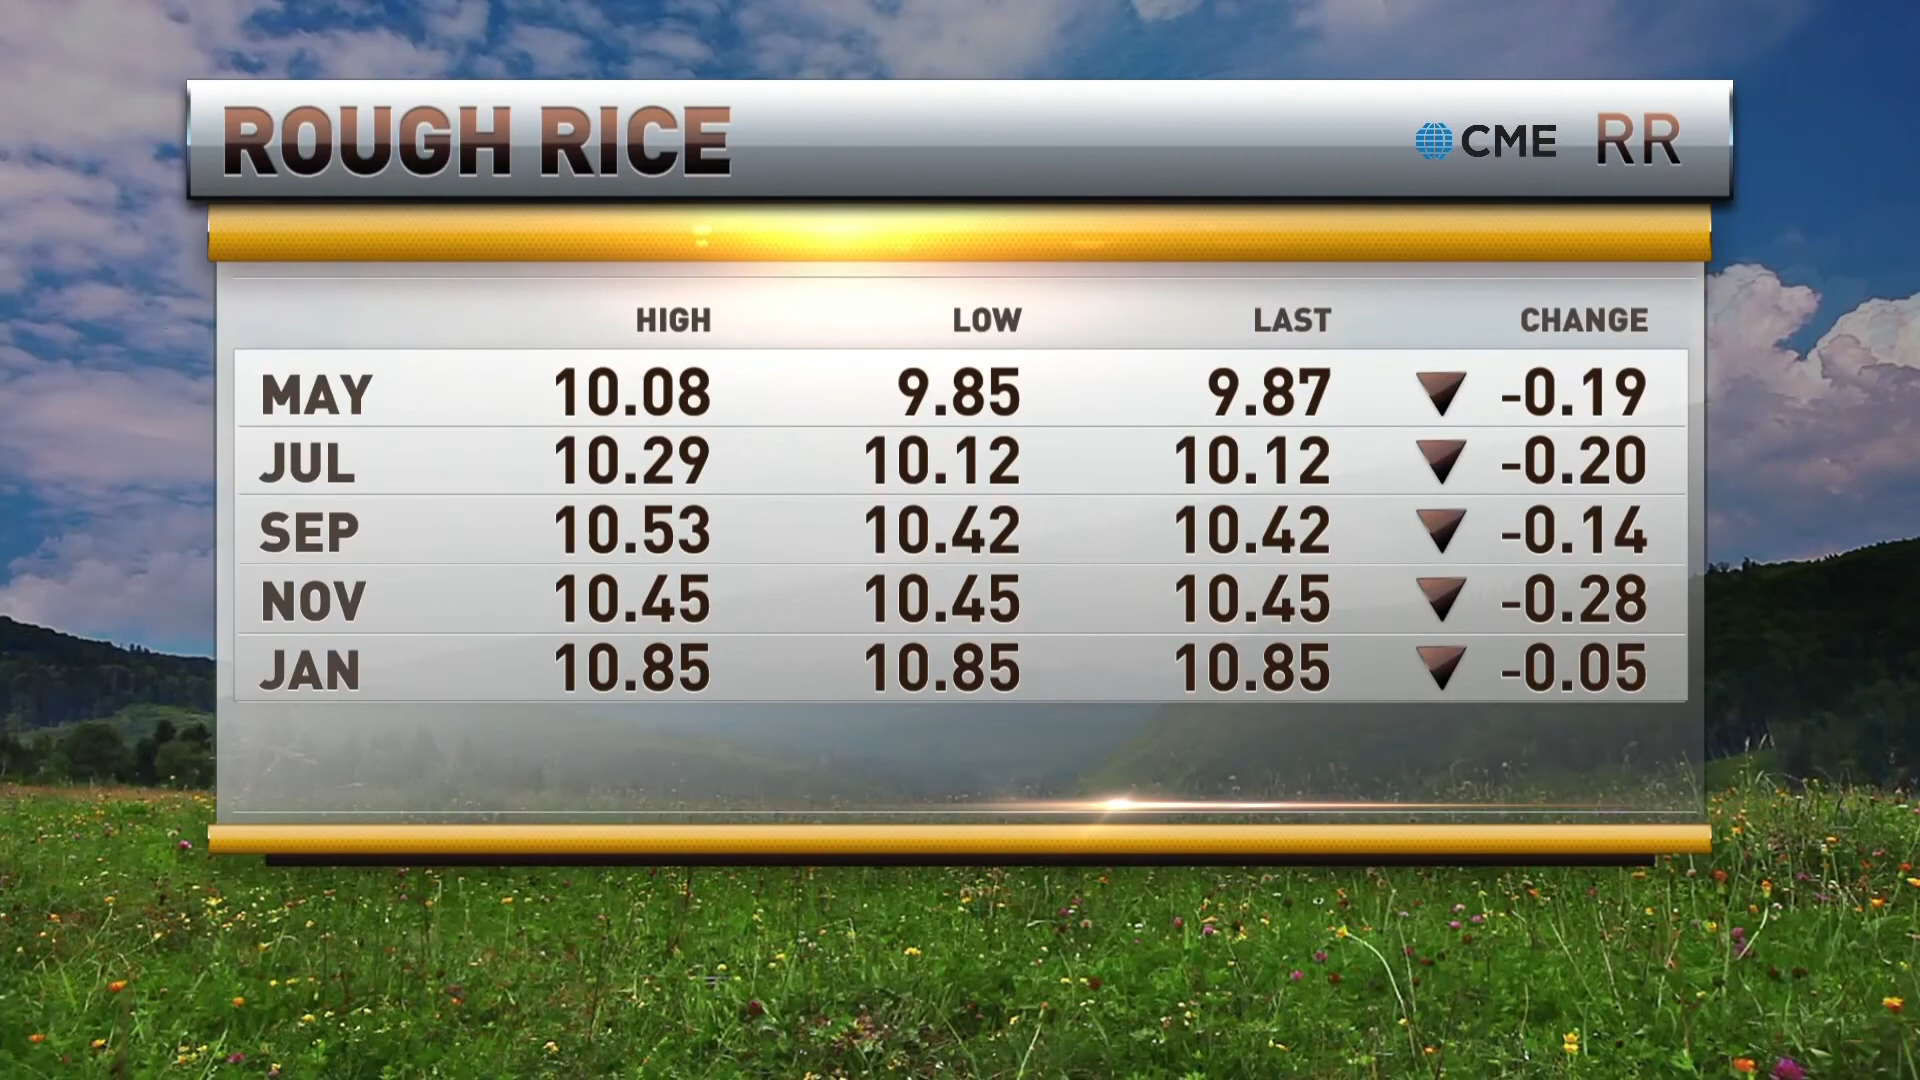 ROUGH RICE CME RR
HIGH LOW LAST CHANGE
MAY 10.08 9.85 9.87 -0.19
JUL 10.29 10.12 10.12 -0.20
SEP 10.53 10.42 10.42 -0.14
NOV 10.45 10.45 10.45 -0.28
JAN 10.85 10.85 10.85 -0.05